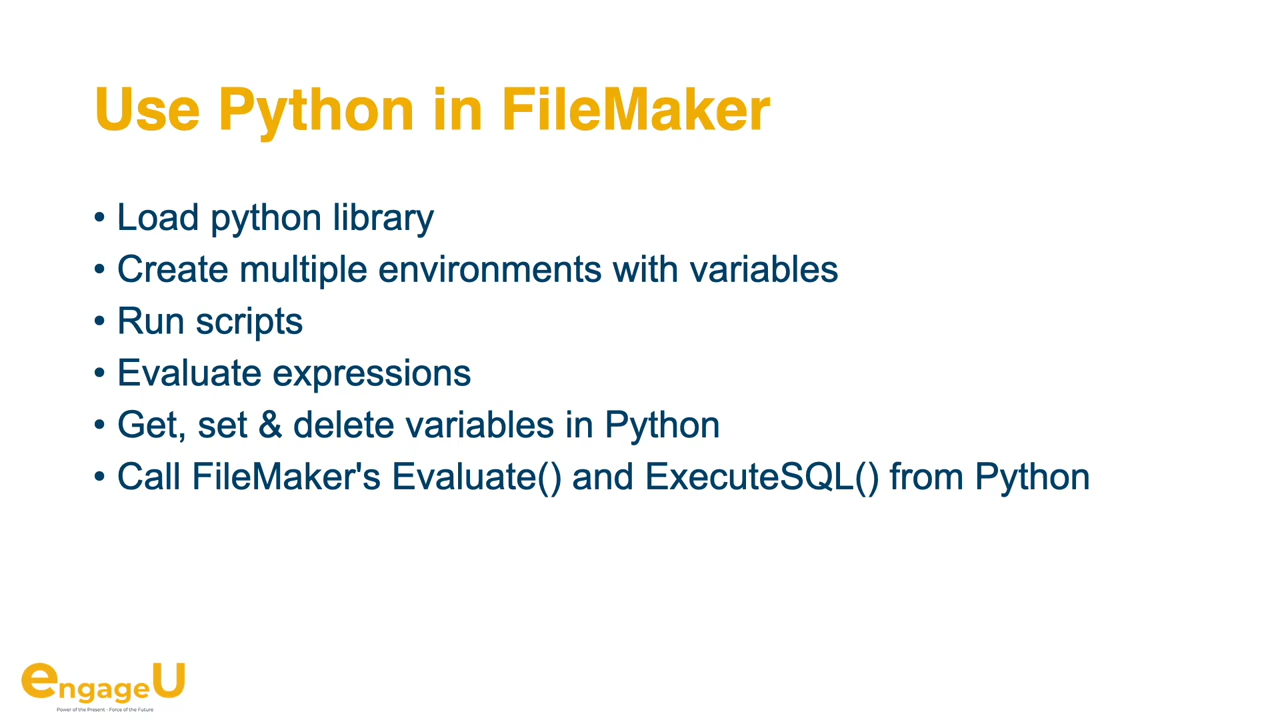 Use Python in FileMaker
• Load python library
• Create multiple environments with variables
• Run scripts
• Evaluate expressions
• Get, set & delete variables in Python
• Call FileMaker's Evaluate() and ExecuteSQL() from Python
engageU
Power of the Present - Force of the Future